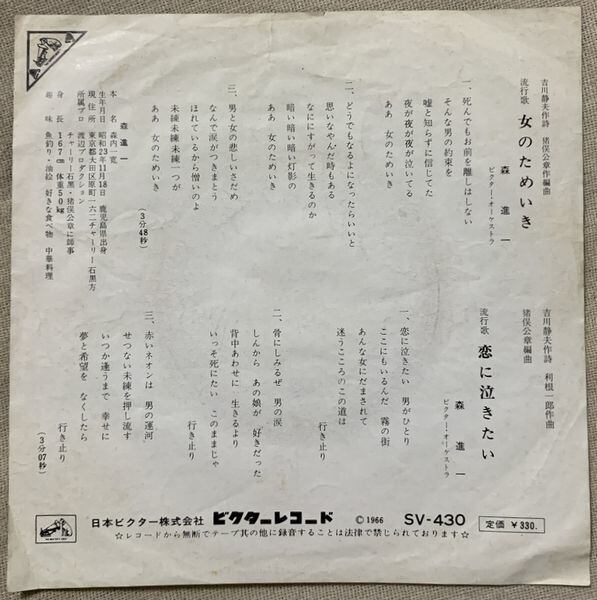 吉川静夫作詩 猪俣公章作編曲
流行歌 女のためいき
森進一
ビクター・オーケストラ
一、死んでもお前を離しはしない
そんな男の約束を
嘘と知らずに信じてた
夜が夜が夜が泣いてる
ああ 女のためいき
二、どうでもなるよになったらいいと
思いなやんだ時もある
なににすがって生きるのか
暗い暗い暗い灯影の
ああ 女のためいき
三、男と女の悲しいさだめ
なんで涙がつきまとう
ほれているから憎いのよ
未練未練未練一つが
ああ 女のためいき
(3分48秒)
森進一
本名 森内一寛
生年月日 昭和23年11月18日 鹿児島県出身
現住所 東京都大田区原町一六二チャーリー石黒方
所属プロ 渡辺プロダクション
チャーリー石黒・猪俣公章に師事
身長 167cm 体重50kg
趣味 魚釣り・油絵 好きな食べ物 中華料理
吉川静夫作詩 利根一郎作曲
猪俣公章編曲
流行歌 恋に泣きたい
森進一
ビクター・オーケストラ
一、恋に泣きたい 男がひとり
ここにもいるんだ 霧の街
あんな女にだまされて
迷うこころのこの道は
行き止り
二、骨にしみるぜ 男の涙
しんから あの娘が 好きだった
背中あわせに 生きるより
いっそ死にたい このままじゃ
行き止り
三、赤いネオンは 男の運河
せつない未練を押し流す
いつか逢うまで 幸せに
夢と希望を なくしたら
行き止り
(3分07秒)
日本ビクター株式会社 ビクターレコード Ⓒ1966 SV-430 定価 ¥330.
☆レコードから無断でテープ其の他に録音することは法律で禁じられております☆